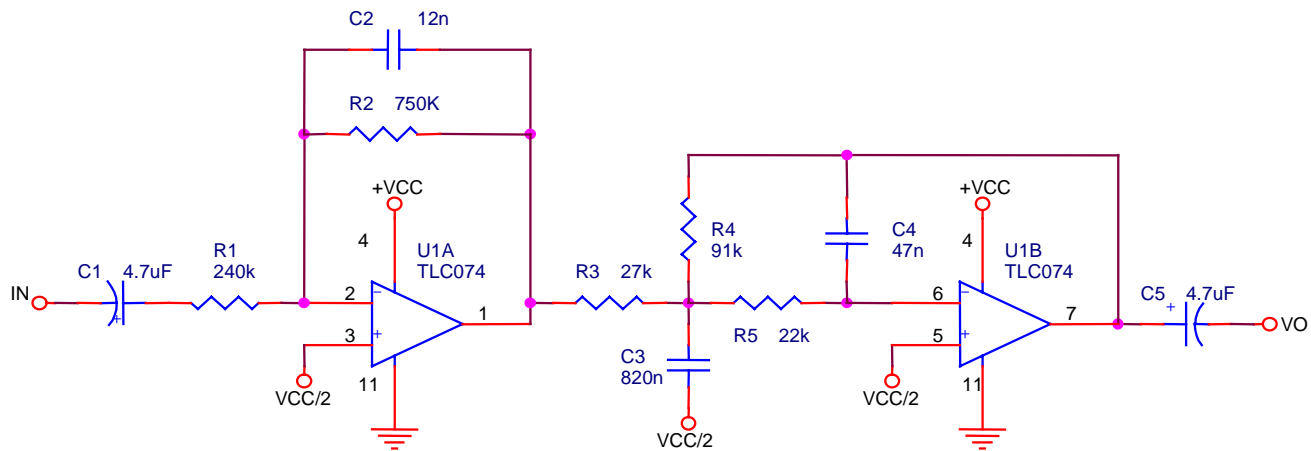 C2 12n
R2 750K
+VCC
+VCC
4
U1A
TLC074
R4
91k
C4
47n
4
U1B
TLC074
IN
C1 4.7uF
R1
240k
2
3
1
R3 27k
R5 22k
6
5
7
C5 4.7uF
+
VO
+
-
+
-
+
VCC/2
11
C3
820n
VCC/2
VCC/2
11